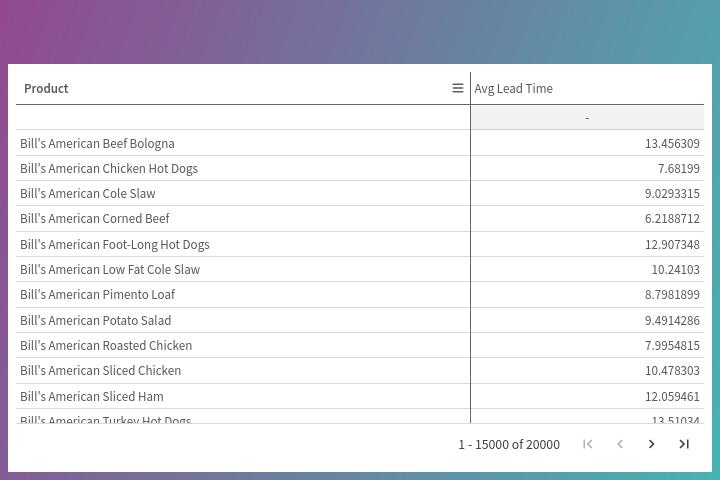 Product Avg Lead Time
-
Bill's American Beef Bologna 13.456309
Bill's American Chicken Hot Dogs 7.68199
Bill's American Cole Slaw 9.0293315
Bill's American Corned Beef 6.2188712
Bill's American Foot-Long Hot Dogs 12.907348
Bill's American Low Fat Cole Slaw 10.24103
Bill's American Pimento Loaf 8.7981899
Bill's American Potato Salad 9.4914286
Bill's American Roasted Chicken 7.9954815
Bill's American Sliced Chicken 10.478303
Bill's American Sliced Ham 12.059461
Bill's American Turkey Hot Dogs 13.51034
1 - 15000 of 20000